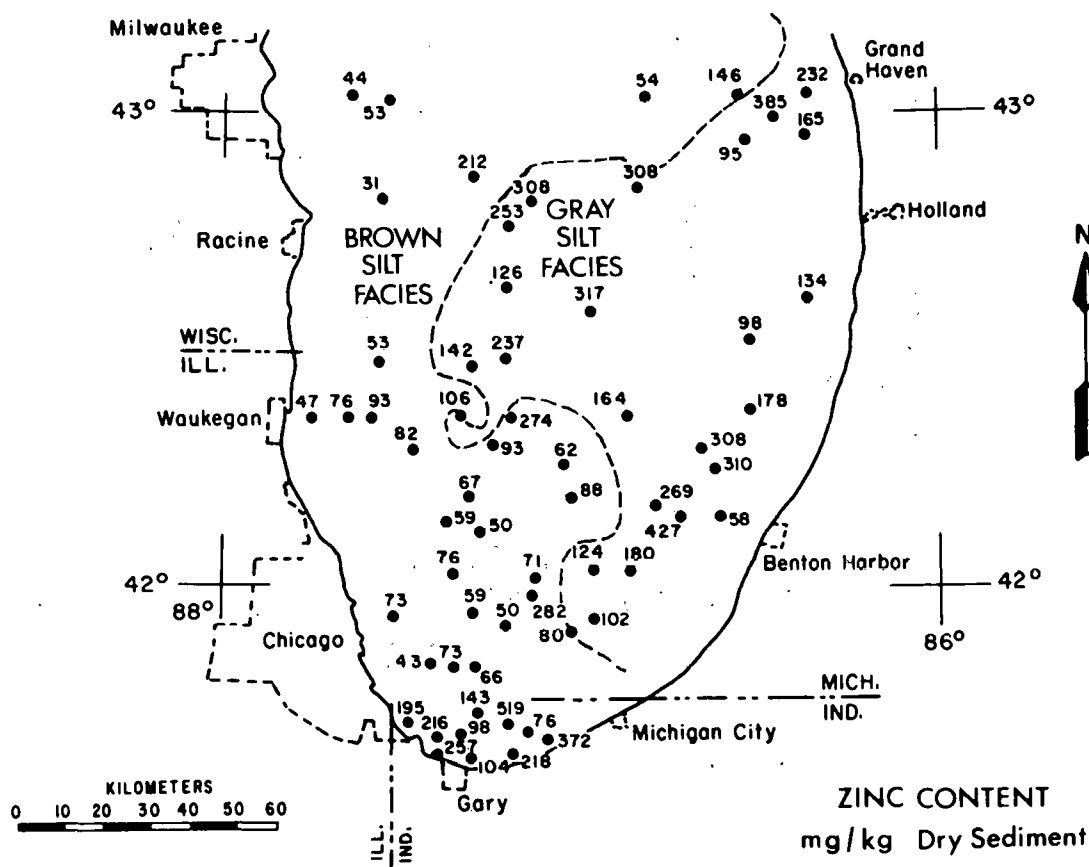 Milwaukee
Grand
Haven
44
53
54
146
232
385
165
95
43°
43°
212
31
308
308
253
Holland
Racine
BROWN
SILT
FACIES
GRAY
SILT
FACIES
N
126
317
134
98
WISC.
ILL.
53
142
237
Waukegan
47
76
93
106
274
164
178
82
93
62
308
310
67
88
269
427
58
59
50
Benton Harbor
76
71
124
180
42°
88°
42°
86°
73
59
50
282
80
102
Chicago
43
73
66
MICH.
IND.
195
143
519
216
98
76
372
Michigan City
257
104
218
Gary
KILOMETERS
0 10 20 30 40 50 60
ILL.
IND.
ZINC CONTENT
mg/kg Dry Sediment